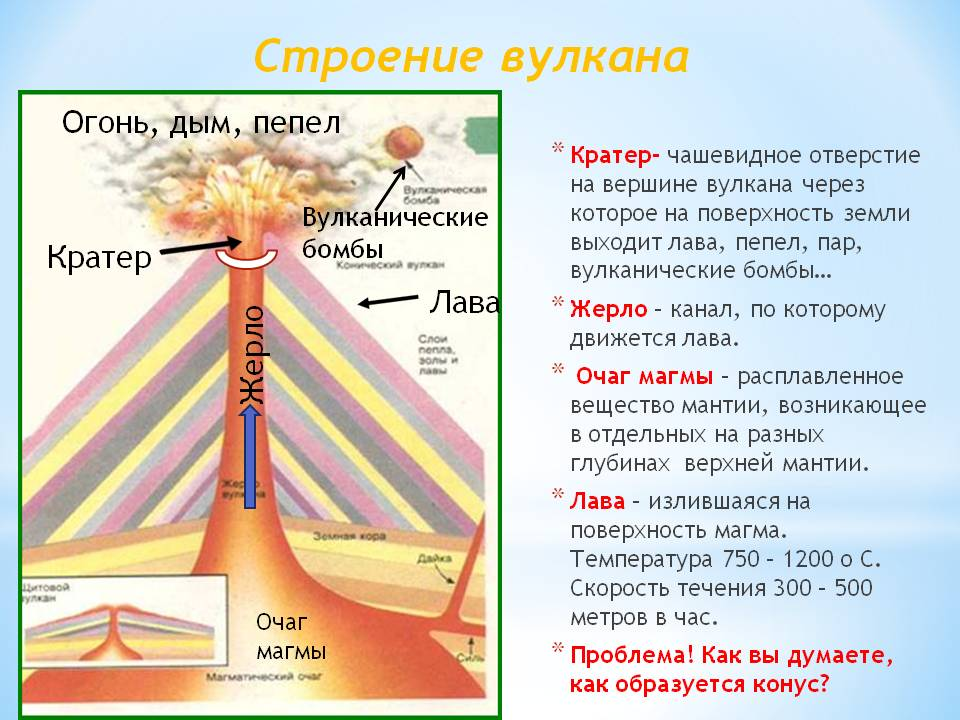 Строение вулкана
Огонь, дым, пепел
Вулканическая
бомба
Вулканические
бомбы
Кратер
Конический вулкан
Лава
Слои
пепла,
золы и
лавы
Жерло
Жерло
вулкана
Земная кора
Дайка
Щитовой
вулкан
Очаг
магмы
Силь
Магматический очаг
* Кратер- чашевидное отверстие
на вершине вулкана через
которое на поверхность земли
выходит лава, пепел, пар,
вулканические бомбы…
* Жерло – канал, по которому
движется лава.
* Очаг магмы – расплавленное
вещество мантии, возникающее
в отдельных на разных
глубинах верхней мантии.
* Лава – излившаяся на
поверхность магма.
Температура 750 – 1200 о С.
Скорость течения 300 – 500
метров в час.
* Проблема! Как вы думаете,
как образуется конус?